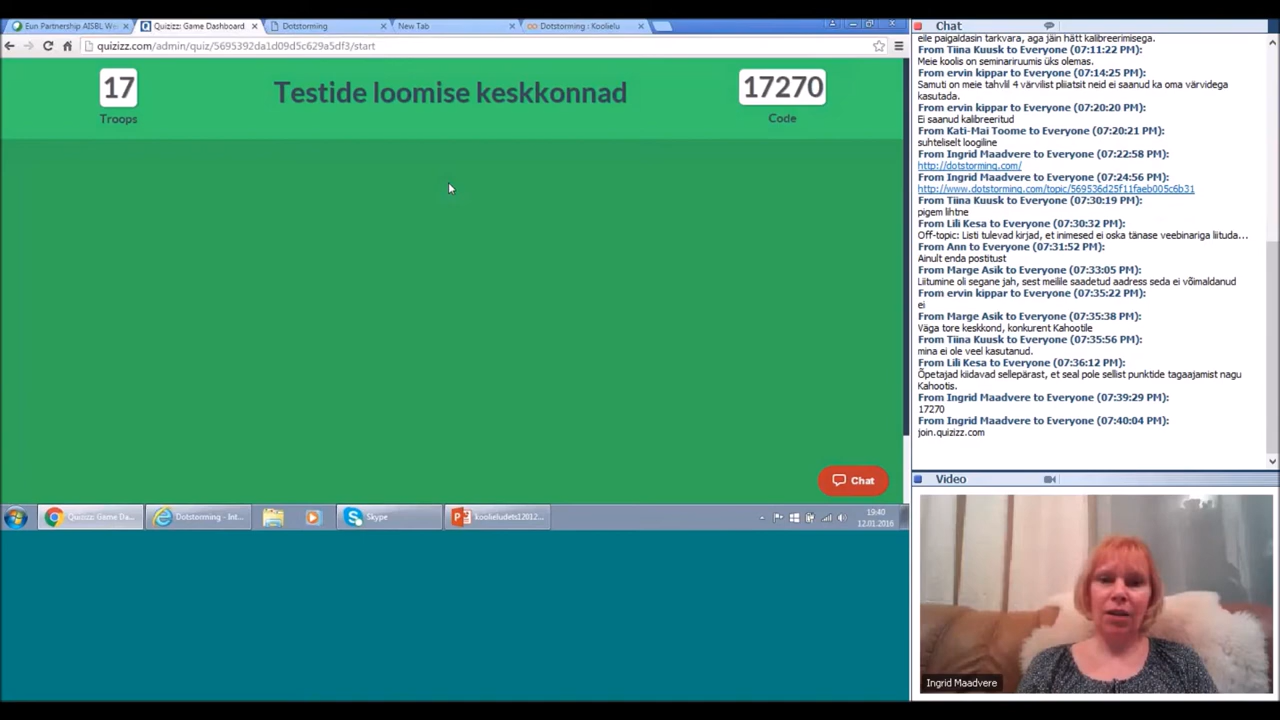 Eun Partnership AISBL We
Quizizz: Game Dashboard
Dotstorming
New Tab
Dotstorming : Koolielu
quizizz.com/admin/quiz/5695392da1d09d5c629a5df3/start
17
Troops
Testide loomise keskkonnad
17270
Code
Chat
Quizizz: Game Da...
Dotstorming - Int...
Skype
koolieludets12012...
19:40
12.01.2016
Chat
eile paigaldasin tarkvara, aga jäin hätt kalibreerimisega.
From Tiina Kuusk to Everyone (07:11:22 PM):
Meie koolis on seminariruumis üks olemas.
From ervin kippar to Everyone (07:14:25 PM):
Samuti on meie tahvlil 4 värvilist pliiatsit neid ei saanud ka oma värvidega
kasutada.
From ervin kippar to Everyone (07:20:20 PM):
Ei saanud kalibreeritud
From Kati-Mai Toome to Everyone (07:20:21 PM):
suhteliselt loogiline
From Ingrid Maadvere to Everyone (07:22:58 PM):
http://dotstorming.com/
From Ingrid Maadvere to Everyone (07:24:56 PM):
http://www.dotstorming.com/topic/569536d25f11faeb005c6b31
From Tiina Kuusk to Everyone (07:30:19 PM):
pigem lihtne
From Lili Kesa to Everyone (07:30:32 PM):
Off-topic: Listi tulevad kirjad, et inimesed ei oska tänase veebinariga liituda...
From Ann to Everyone (07:31:52 PM):
Ainult enda postitust
From Marge Asik to Everyone (07:33:05 PM):
Liitumine oli segane jah, sest meilile saadetud aadress seda ei võimaldanud
From ervin kippar to Everyone (07:35:22 PM):
ei
From Marge Asik to Everyone (07:35:38 PM):
Väga tore keskkond, konkurent Kahootile
From Tiina Kuusk to Everyone (07:35:56 PM):
mina ei ole veel kasutanud.
From Lili Kesa to Everyone (07:36:12 PM):
Õpetajad kiidavad sellepärast, et seal pole sellist punktide tagaajamist nagu
Kahootis.
From Ingrid Maadvere to Everyone (07:39:29 PM):
17270
From Ingrid Maadvere to Everyone (07:40:04 PM):
join.quizizz.com
Video
Ingrid Maadvere